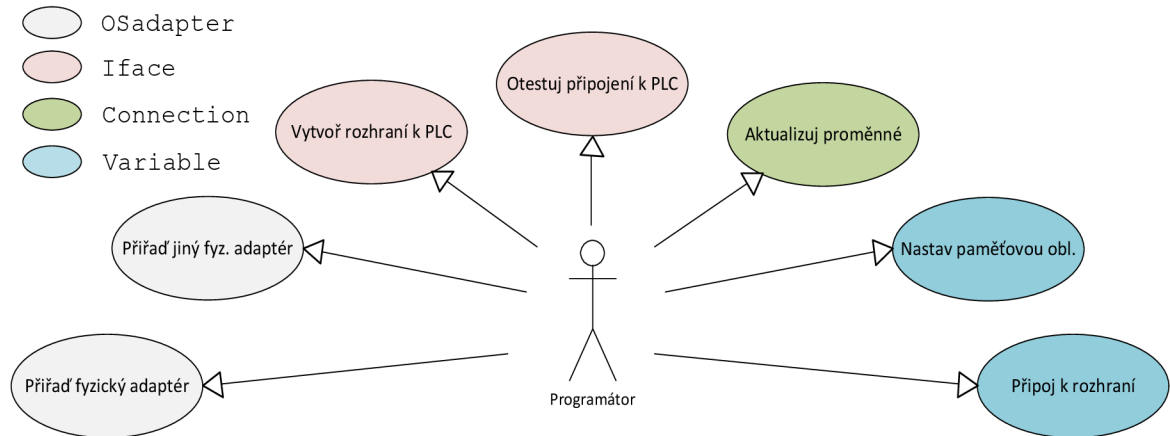 OSadapter
Iface
Connection
Variable
Otestuj připojení k PLC
Vytvoř rozhraní k PLC
Aktualizuj proměnné
Přiřaď jiný fyz. adaptér
Nastav paměťovou obl.
Přiřaď fyzický adaptér
Připoj k rozhraní
Programátor